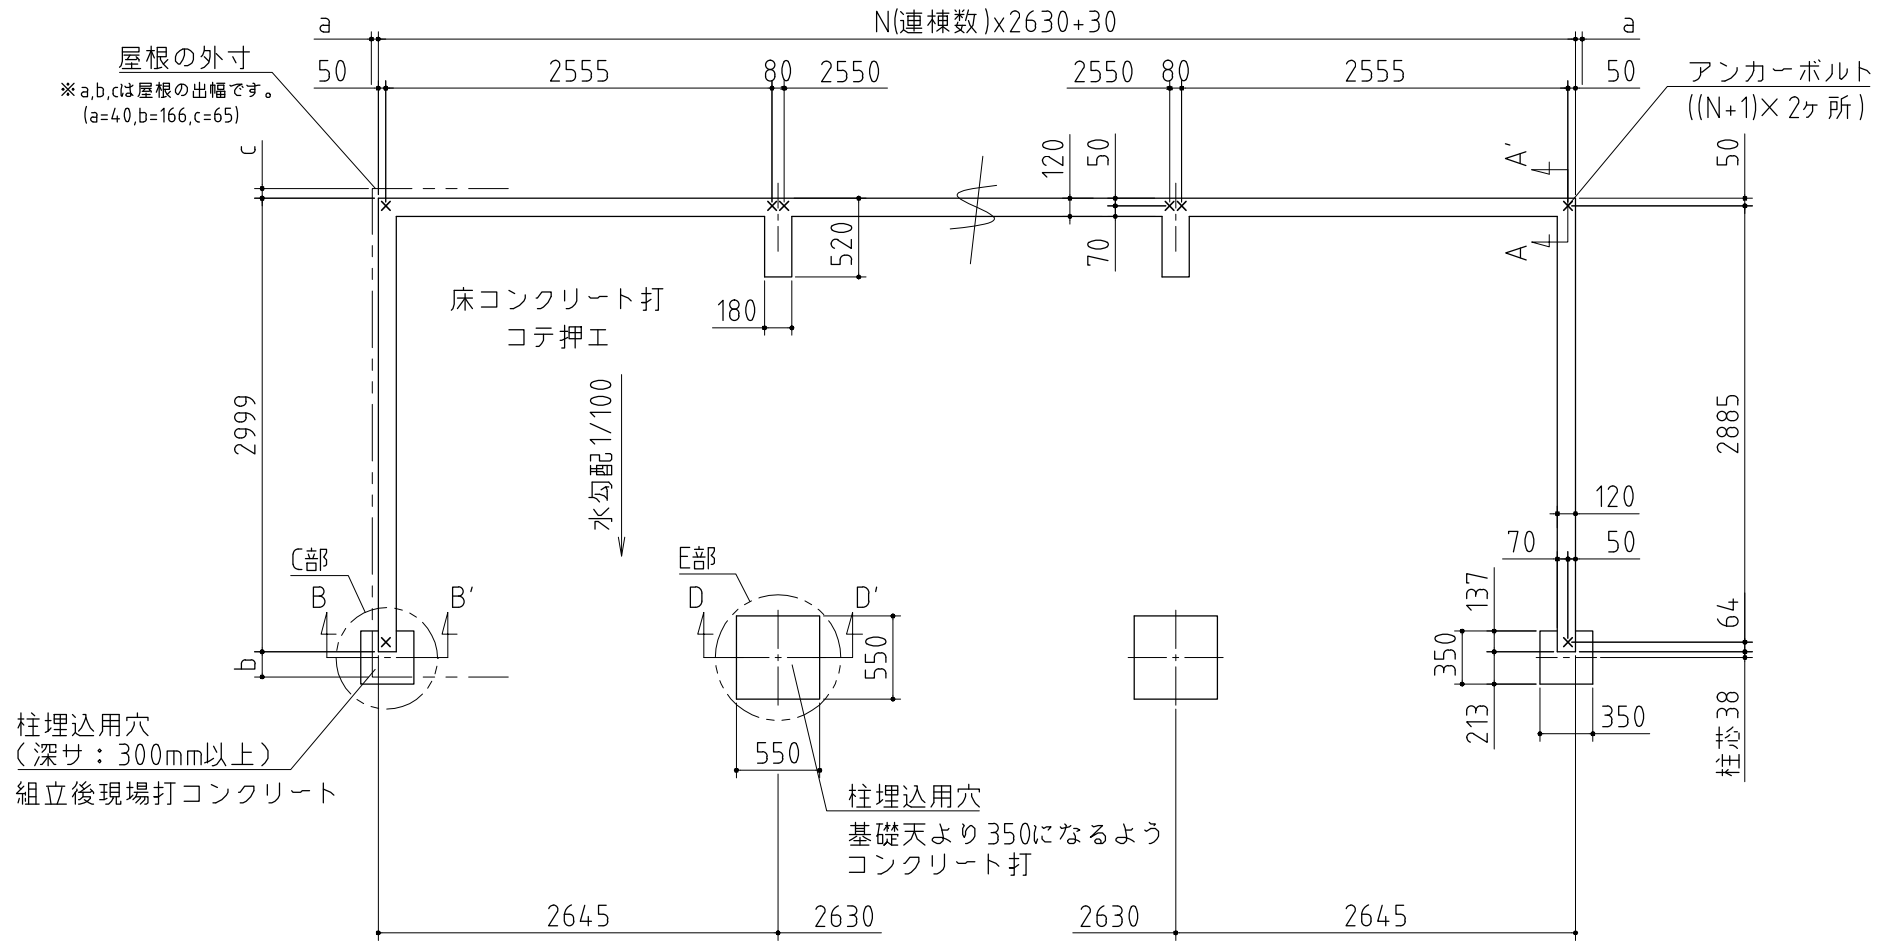 a
N(連棟数)x2630+30
a
屋根の外寸
※a,b,cは屋根の出幅です。
(a=40,b=166,c=65)
50
2555
80
2550
2550
80
2555
50
アンカーボルト
((N+1)×2ヶ所)
c
120
50
A'
50
520
70
A
床コンクリート打
コテ押エ
180
水勾配1/100
2999
2885
120
70
50
C部
E部
B
B'
D
D'
137
64
550
350
b
柱埋込用穴
(深サ:300mm以上)
組立後現場打コンクリート
213
350
柱芯38
550
柱埋込用穴
基礎天より350になるよう
コンクリート打
2645
2630
2630
2645